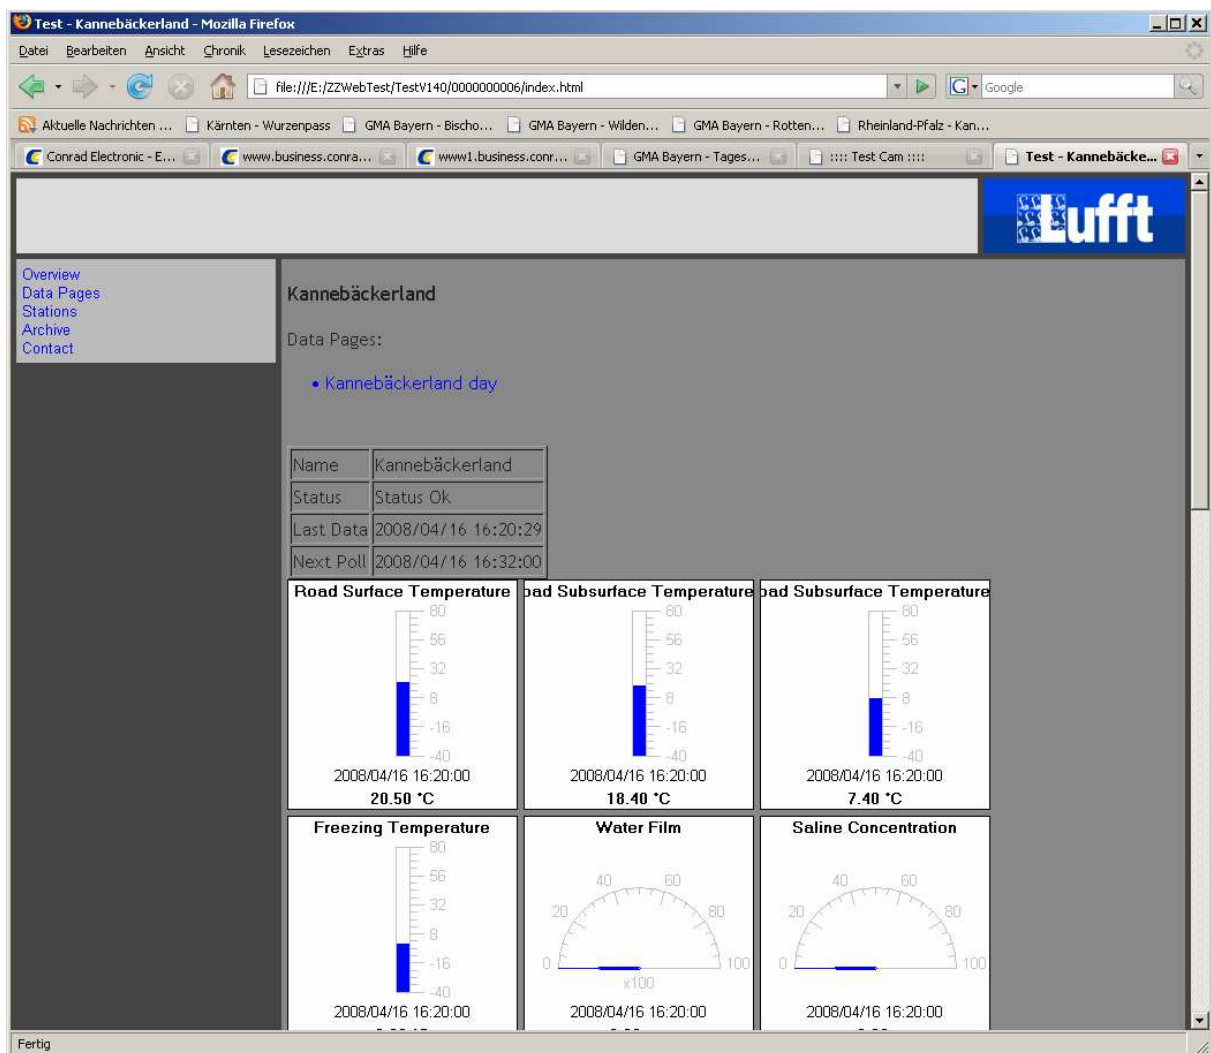 Test - Kannebäckerland - Mozilla Firefox
Datei Bearbeiten Ansicht Chronik Lesezeichen Extras Hilfe
file:///E:/ZZWebTest/TestV140/0000000006/index.html
G Google
Aktuelle Nachrichten ... Kärnten - Wurzenpass GMA Bayern - Bischo... GMA Bayern - Wilden... GMA Bayern - Rotten... Rheinland-Pfalz - Kan...
Conrad Electronic - E... www.business.conra... www1.business.conr... GMA Bayern - Tages... :::: Test Cam :::: Test - Kannebäcke...
Lufft
Overview
Data Pages
Stations
Archive
Contact
Kannebäckerland
Data Pages:
• Kannebäckerland day
Name Kannebäckerland
Status Status Ok
Last Data 2008/04/16 16:20:29
Next Poll 2008/04/16 16:32:00
Road Surface Temperature
80
56
32
8
-16
-40
2008/04/16 16:20:00
20.50 °C
oad Subsurface Temperature
80
56
32
8
-16
-40
2008/04/16 16:20:00
18.40 °C
oad Subsurface Temperature
80
56
32
8
-16
-40
2008/04/16 16:20:00
7.40 °C
Freezing Temperature
80
56
32
8
-16
-40
2008/04/16 16:20:00
Water Film
40 60
20 80
0 100
x100
2008/04/16 16:20:00
Saline Concentration
40 60
20 80
0 100
2008/04/16 16:20:00
Fertig